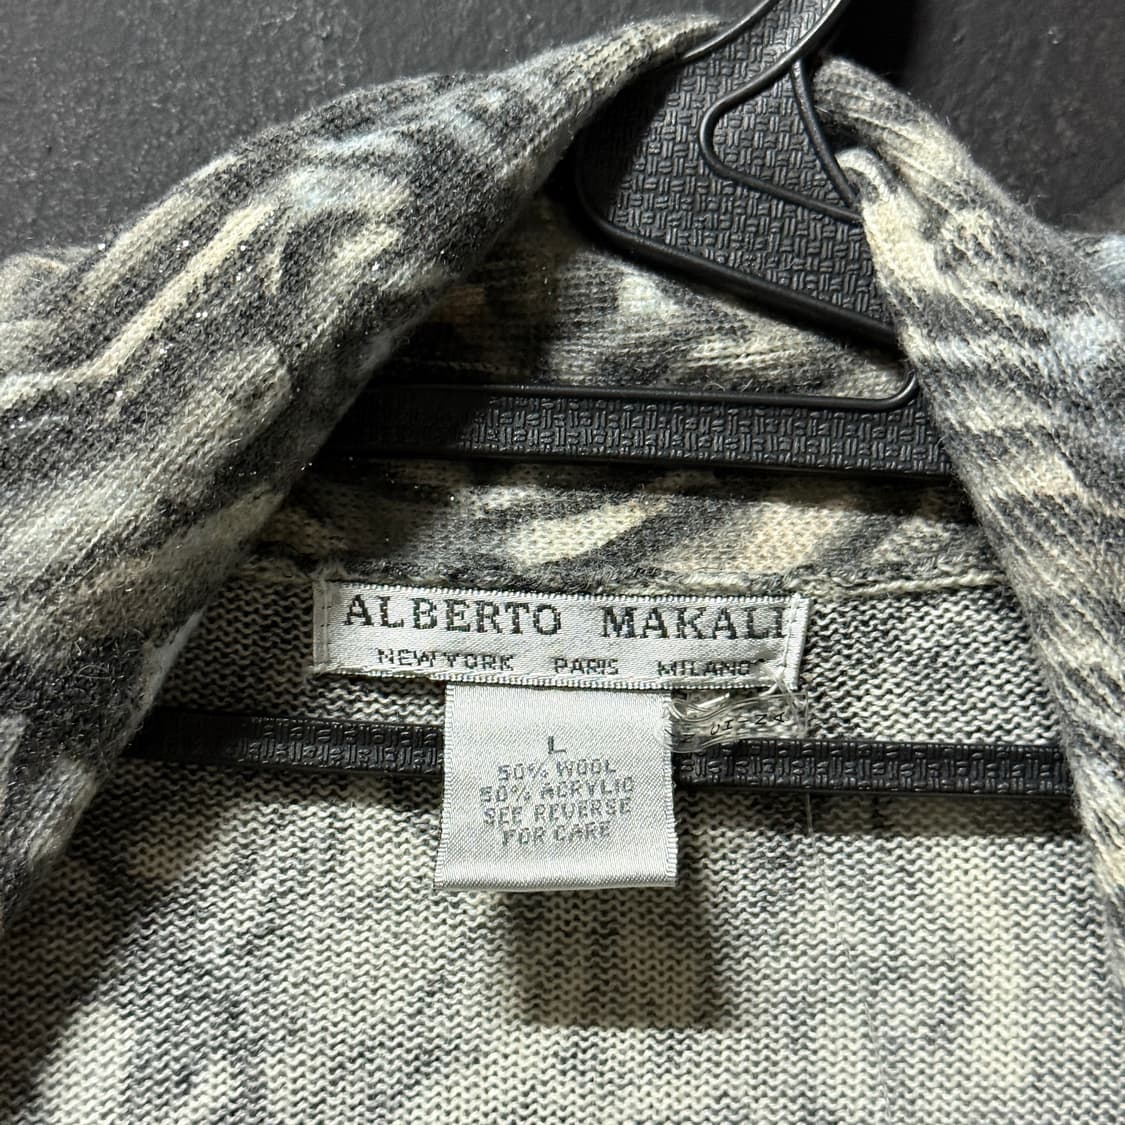 ALBERTO MAKALI
NEW YORK PARIS MILANO
L
50% WOOL
50% ACRYLIC
SEE REVERSE
FOR CARE